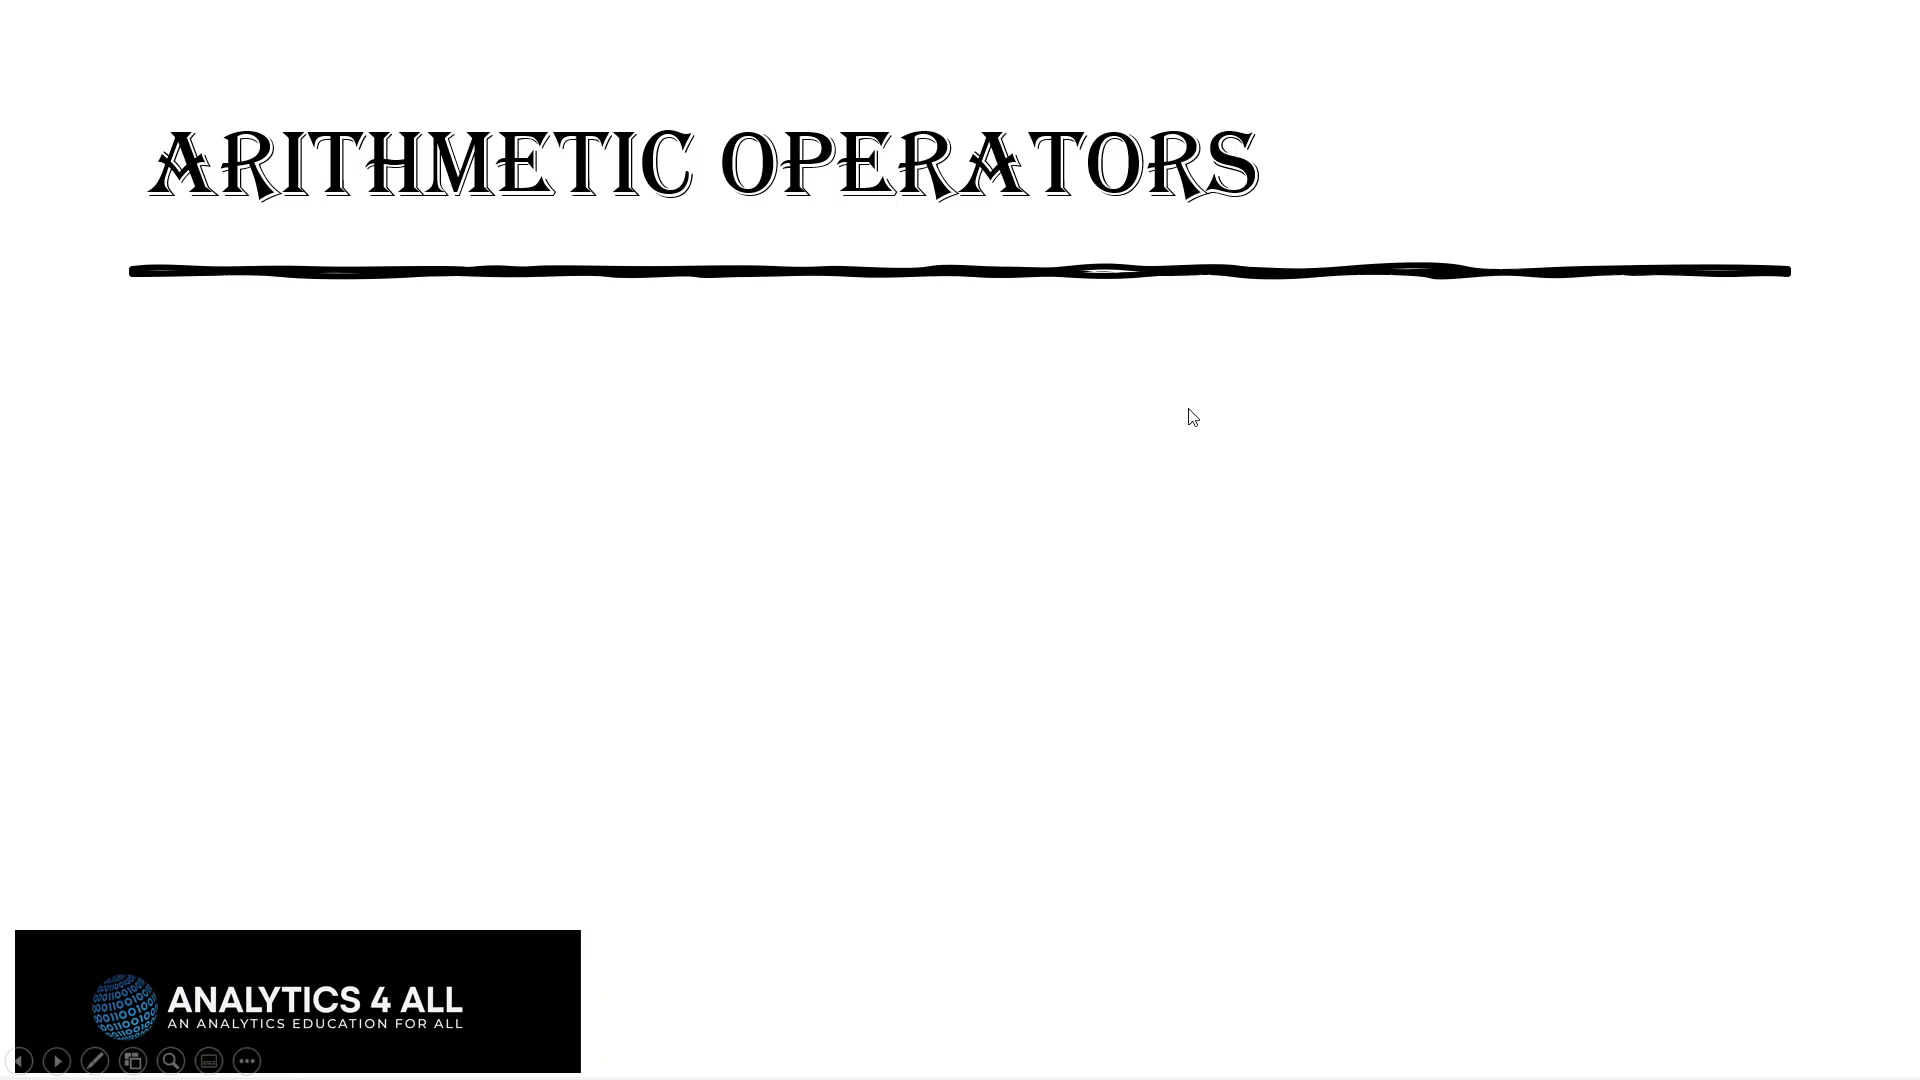 ARITHMETIC OPERATORS
ANALYTICS 4 ALL
AN ANALYTICS EDUCATION FOR ALL